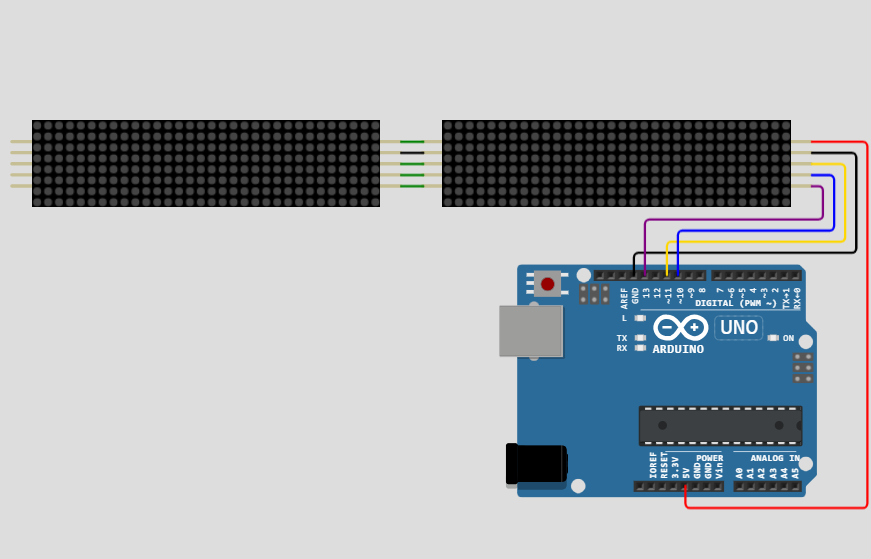 AREF
GND
13
12
~11
~10
~9
8
7
~6
~5
4
~3
2
TX→1
RX←0
DIGITAL (PWM ~)
L
TX
RX
UNO
ARDUINO
ON
IOREF
RESET
3.3V
5V
GND
GND
Vin
POWER
ANALOG IN
A0
A1
A2
A3
A4
A5